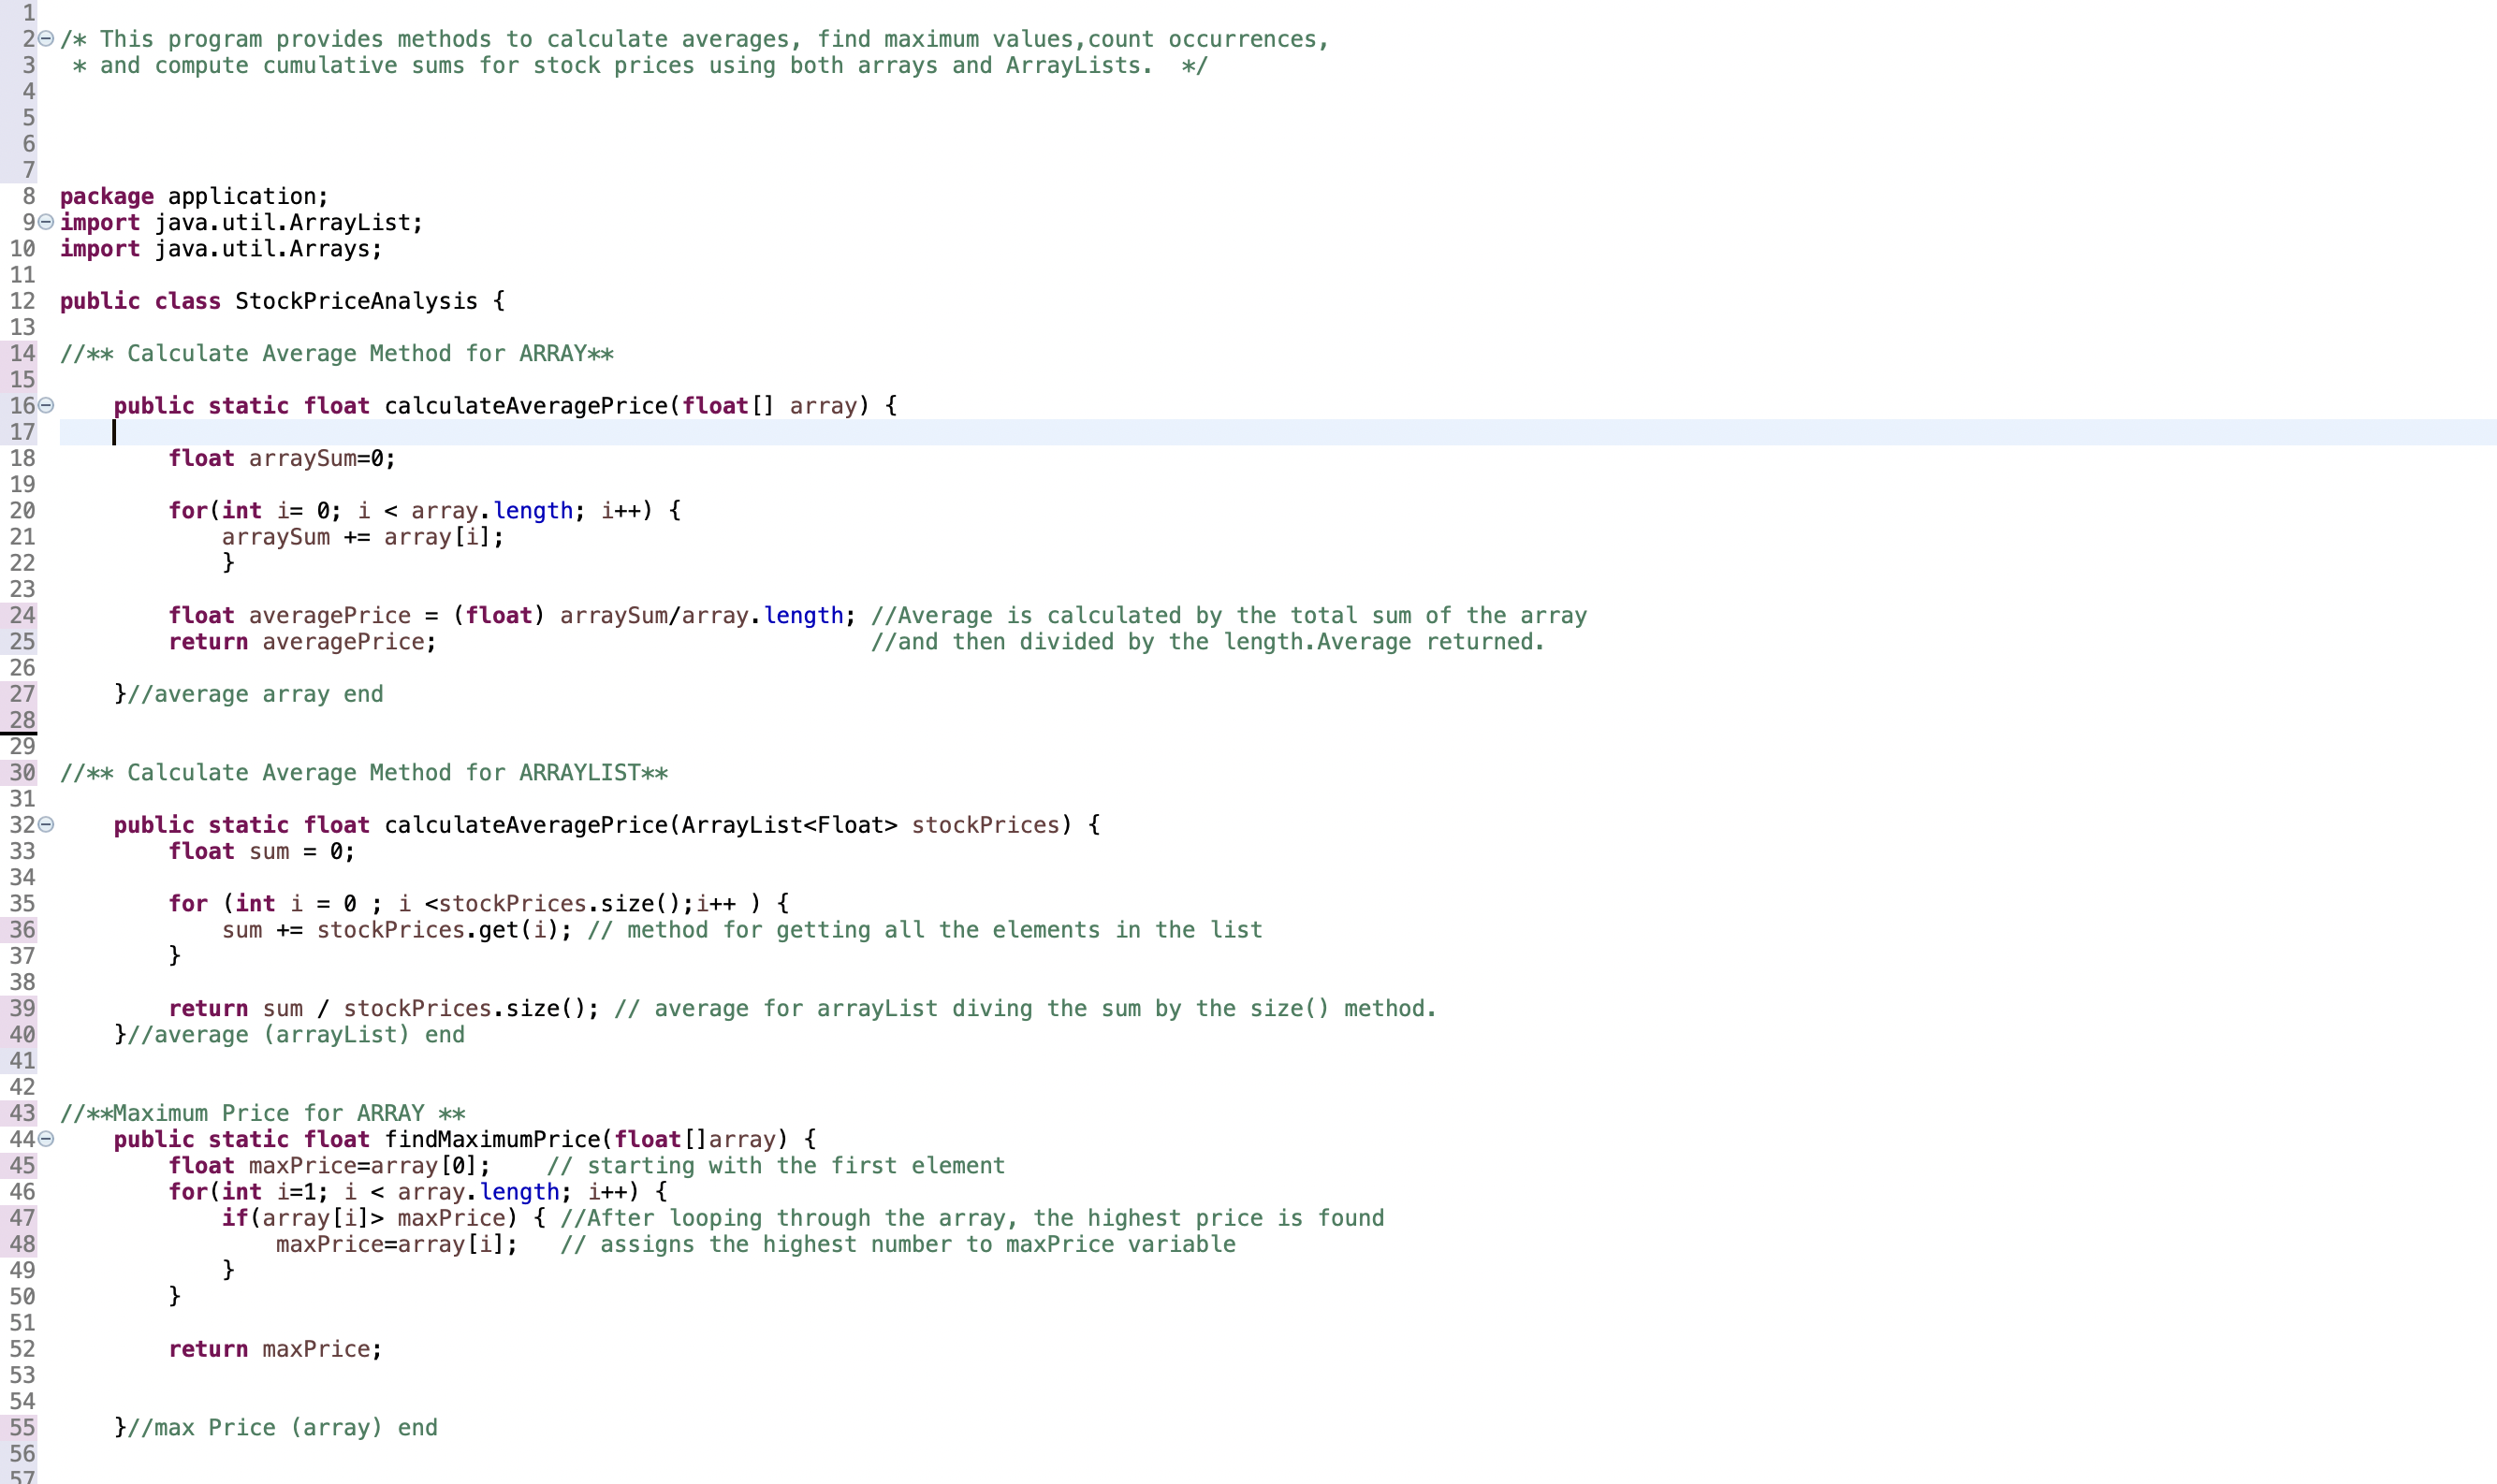 1
2 /* This program provides methods to calculate averages, find maximum values,count occurrences,
3  * and compute cumulative sums for stock prices using both arrays and ArrayLists.  */
4
5
6
7
8 package application;
9 import java.util.ArrayList;
10 import java.util.Arrays;
11
12 public class StockPriceAnalysis {
13
14 //** Calculate Average Method for ARRAY**
15
16     public static float calculateAveragePrice(float[] array) {
17
18         float arraySum=0;
19
20         for(int i= 0; i < array.length; i++) {
21             arraySum += array[i];
22             }
23
24         float averagePrice = (float) arraySum/array.length; //Average is calculated by the total sum of the array
25         return averagePrice;                                //and then divided by the length.Average returned.
26
27     }//average array end
28
29
30 //** Calculate Average Method for ARRAYLIST**
31
32     public static float calculateAveragePrice(ArrayList<Float> stockPrices) {
33         float sum = 0;
34
35         for (int i = 0 ; i <stockPrices.size();i++ ) {
36             sum += stockPrices.get(i); // method for getting all the elements in the list
37         }
38
39         return sum / stockPrices.size(); // average for arrayList diving the sum by the size() method.
40     }//average (arrayList) end
41
42
43 //**Maximum Price for ARRAY **
44     public static float findMaximumPrice(float[]array) {
45         float maxPrice=array[0];    // starting with the first element
46         for(int i=1; i < array.length; i++) {
47             if(array[i]> maxPrice) { //After looping through the array, the highest price is found
48                 maxPrice=array[i];   // assigns the highest number to maxPrice variable
49             }
50         }
51
52         return maxPrice;
53
54
55     }//max Price (array) end
56
57